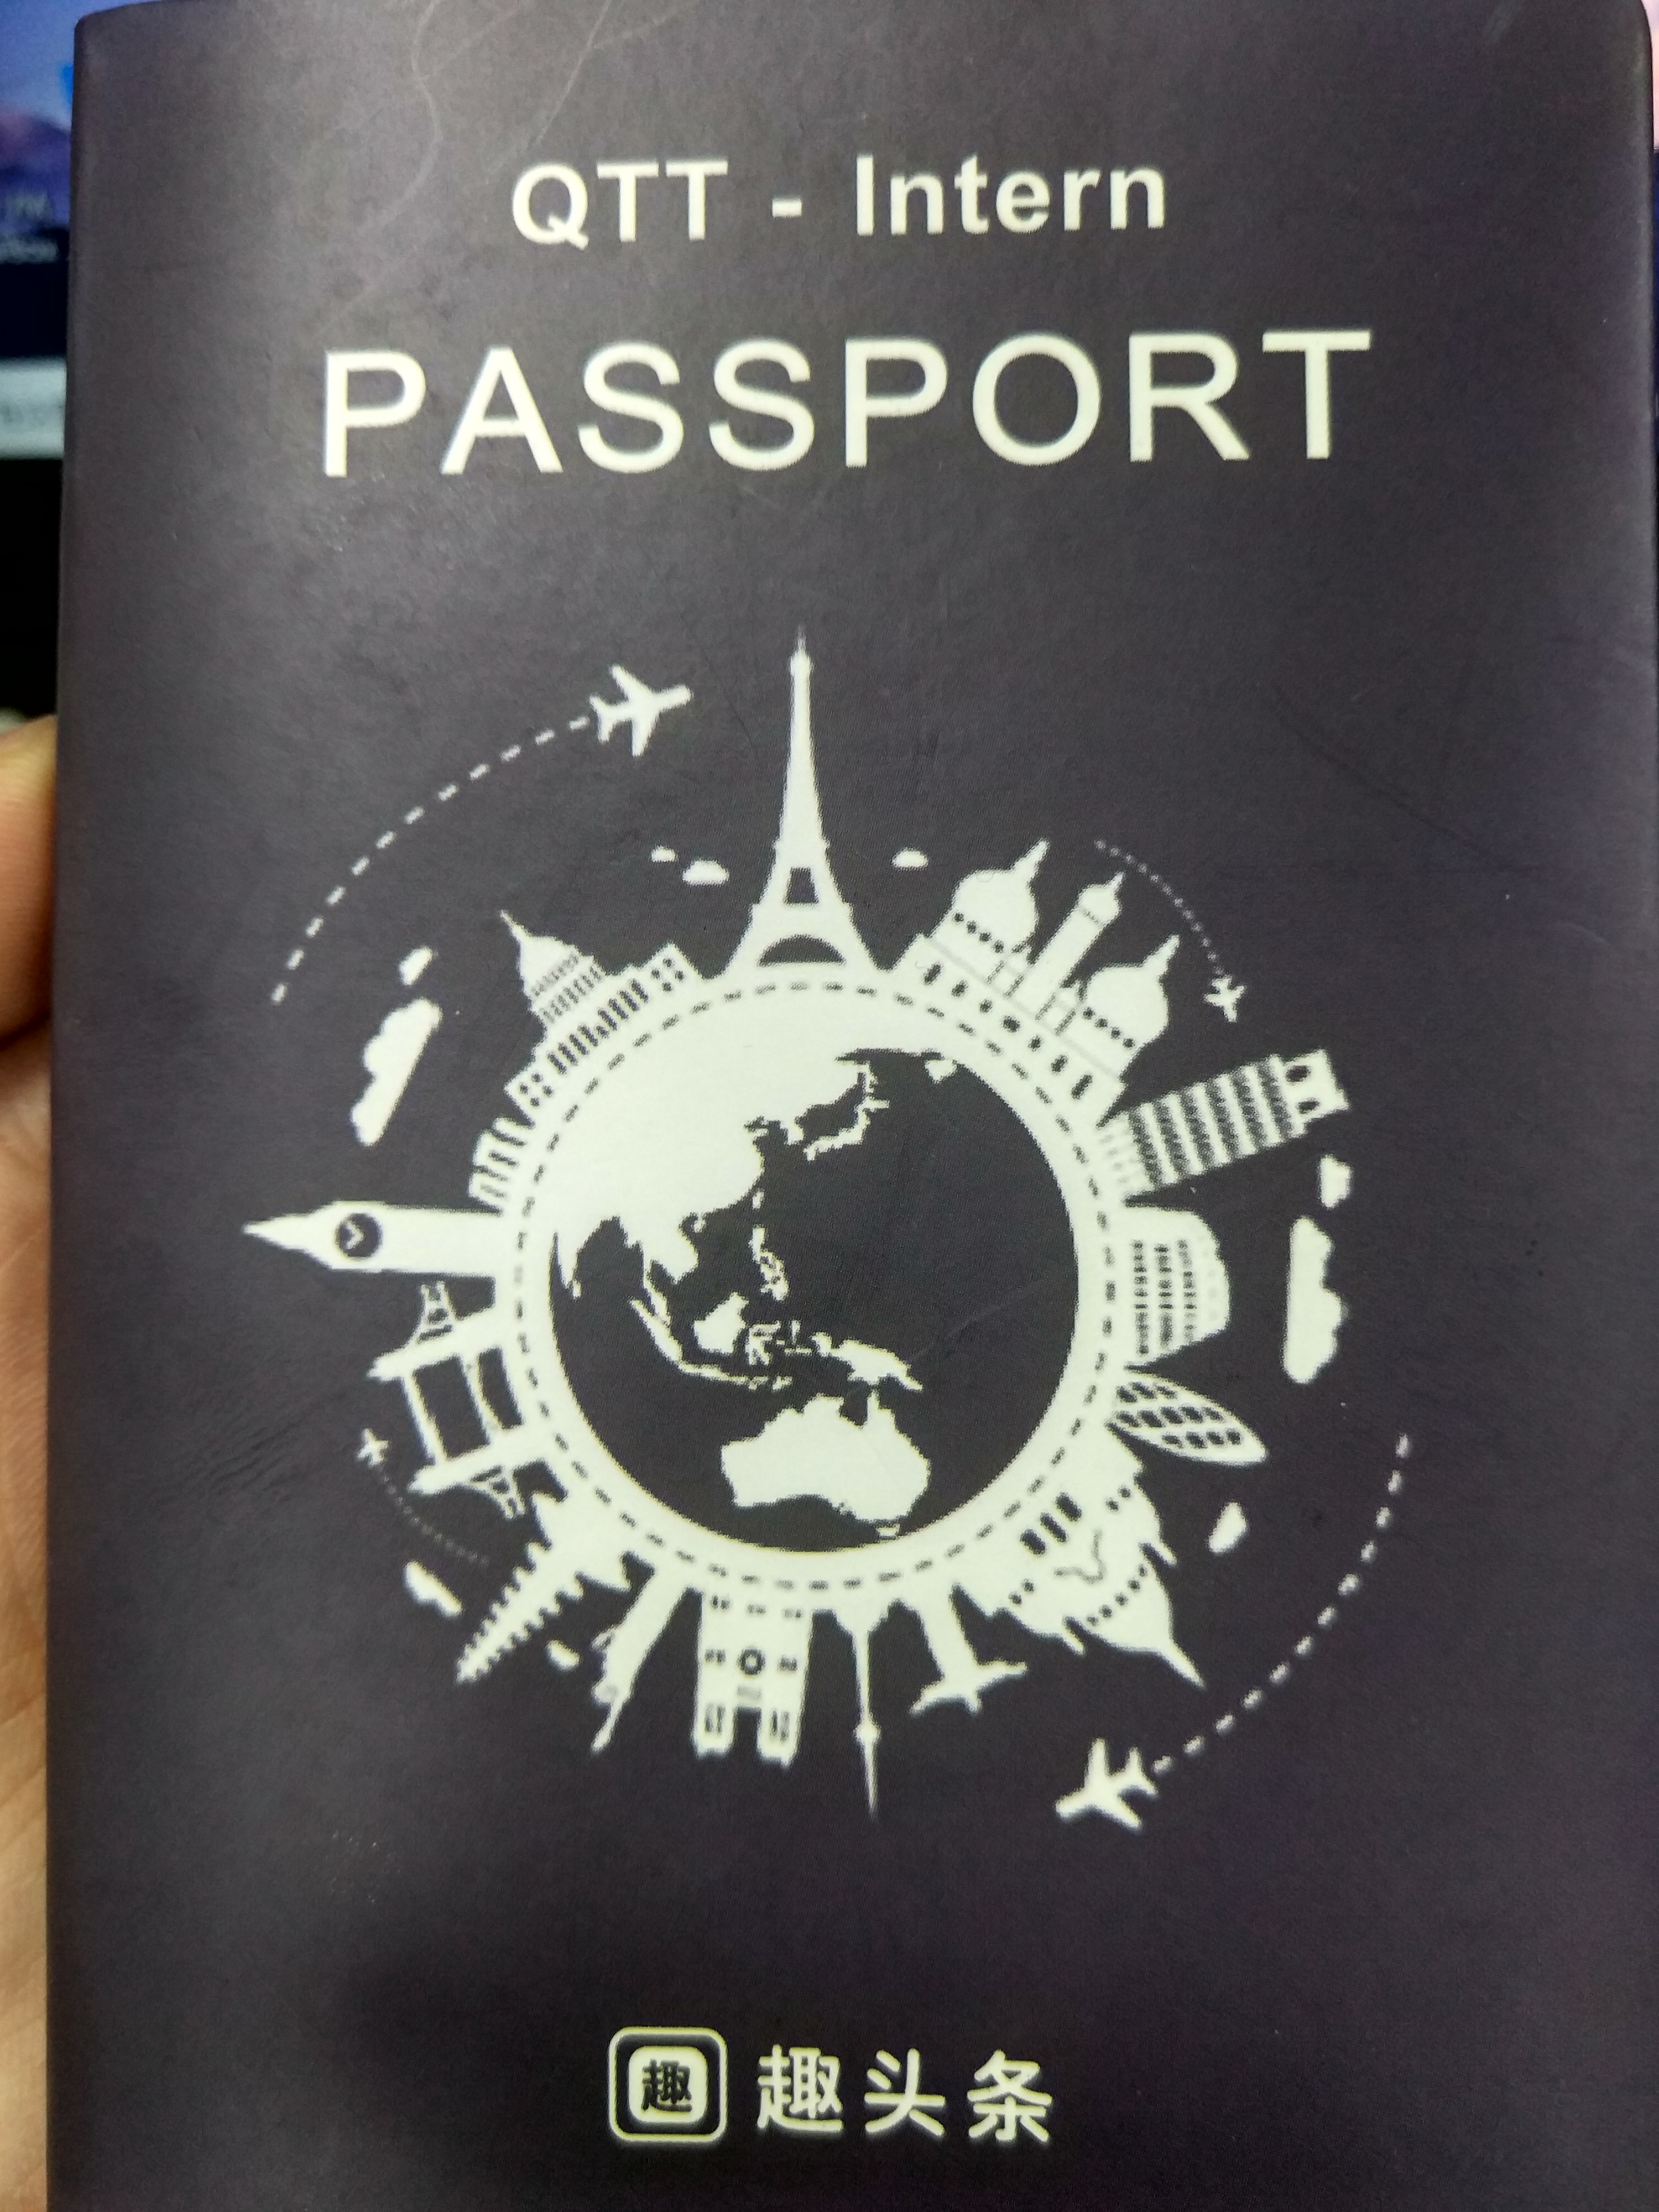 QTT - Intern
PASSPORT
趣 趣头条